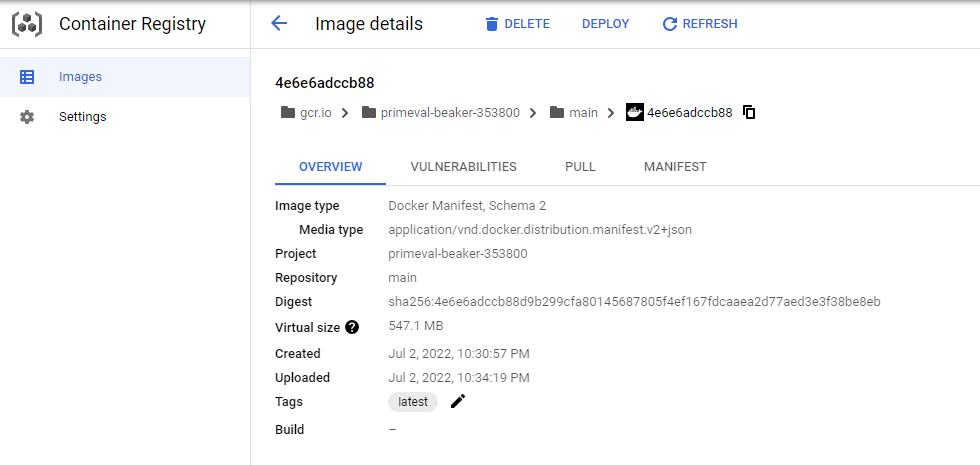 Container Registry
Image details
DELETE
DEPLOY
REFRESH
Images
Settings
4e6e6adccb88
gcr.io > primeval-beaker-353800 > main > 4e6e6adccb88
OVERVIEW VULNERABILITIES PULL MANIFEST
Image type Docker Manifest, Schema 2
Media type application/vnd.docker.distribution.manifest.v2+json
Project primeval-beaker-353800
Repository main
Digest sha256:4e6e6adccb88d9b299cfa80145687805f4ef167fdcaaea2d77aed3e3f38be8eb
Virtual size ? 547.1 MB
Created Jul 2, 2022, 10:30:57 PM
Uploaded Jul 2, 2022, 10:34:19 PM
Tags latest
Build –